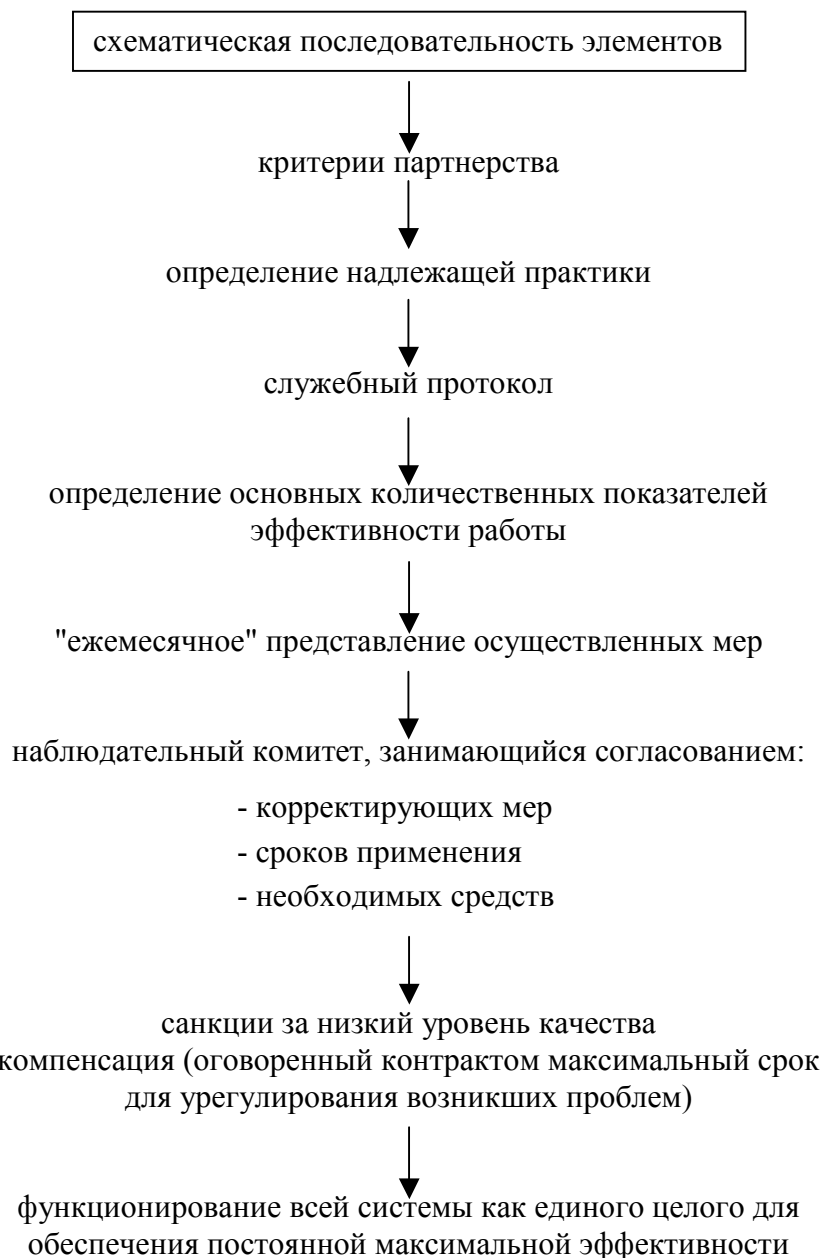 схематическая последовательность элементов
критерии партнерства
определение надлежащей практики
служебный протокол
определение основных количественных показателей
эффективности работы
"ежемесячное" представление осуществленных мер
наблюдательный комитет, занимающийся согласованием:
- корректирующих мер
- сроков применения
- необходимых средств
санкции за низкий уровень качества
компенсация (оговоренный контрактом максимальный срок
для урегулирования возникших проблем)
функционирование всей системы как единого целого для
обеспечения постоянной максимальной эффективности